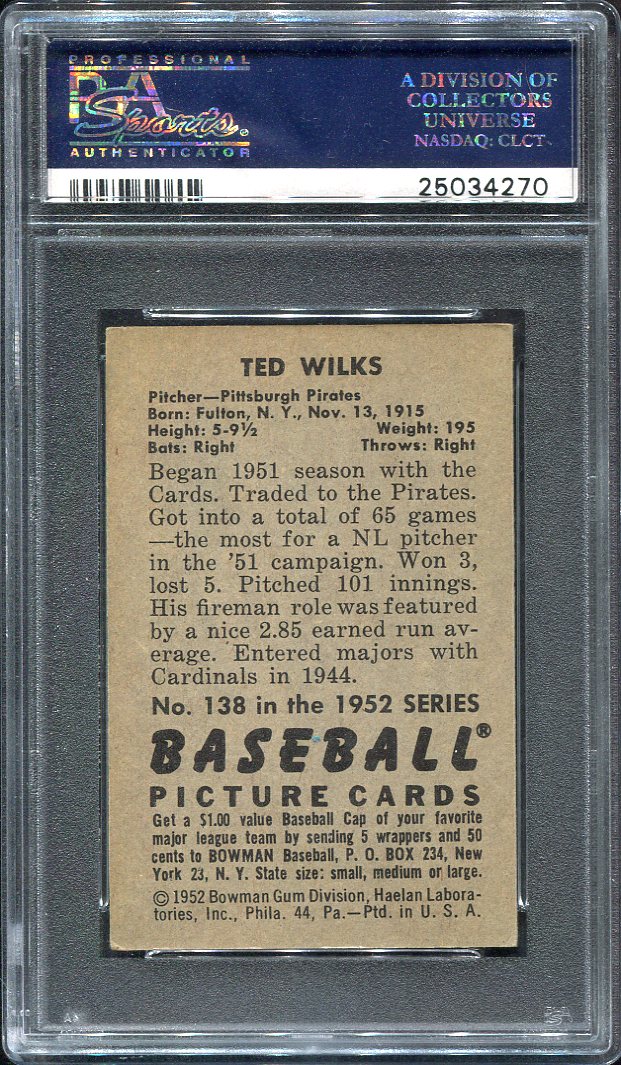 PROFESSIONAL
PSA
Sports
AUTHENTICATOR
A DIVISION OF
COLLECTORS
UNIVERSE
NASDAQ: CLCT
25034270
TED WILKS
Pitcher—Pittsburgh Pirates
Born: Fulton, N. Y., Nov. 13, 1915
Height: 5-9½ Weight: 195
Bats: Right Throws: Right
Began 1951 season with the
Cards. Traded to the Pirates.
Got into a total of 65 games
—the most for a NL pitcher
in the '51 campaign. Won 3,
lost 5. Pitched 101 innings.
His fireman role was featured
by a nice 2.85 earned run av-
erage. Entered majors with
Cardinals in 1944.
No. 138 in the 1952 SERIES
BASEBALL®
PICTURE CARDS
Get a $1.00 value Baseball Cap of your favorite
major league team by sending 5 wrappers and 50
cents to BOWMAN Baseball, P. O. BOX 234, New
York 23, N. Y. State size: small, medium or large.
© 1952 Bowman Gum Division, Haelan Labora-
tories, Inc., Phila. 44, Pa.—Ptd. in U. S. A.